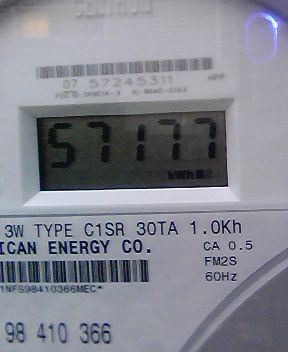 07 57245311
57177
kWh
3W TYPE C1SR 30TA 1.0Kh
ICAN ENERGY CO.
CA 0.5
FM2S
60Hz
1NFS98410366MEC*
98 410 366